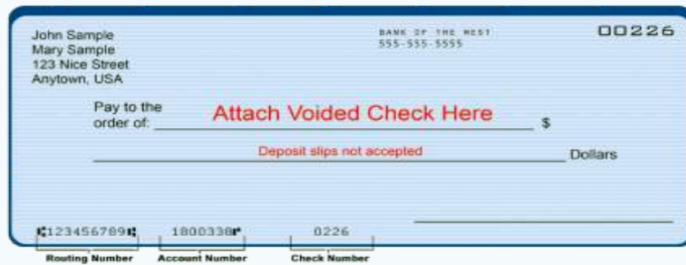 John Sample
Mary Sample
123 Nice Street
Anytown, USA
BANK OF THE WEST
555-555-5555
00226
Pay to the
order of: Attach Voided Check Here $
Deposit slips not accepted Dollars
⑆123456789⑆ 1800338⑈ 0226
Routing Number Account Number Check Number